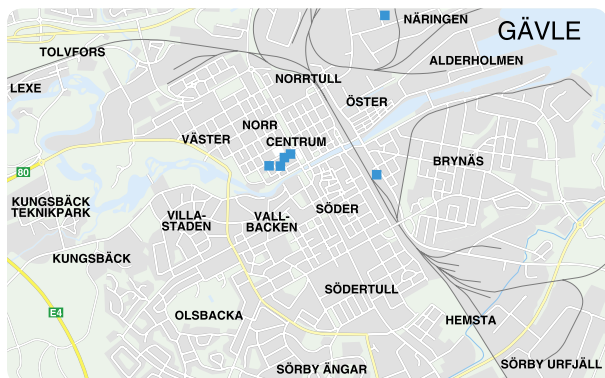 NÄRINGEN
GÄVLE
TOLVFORS
ALDERHOLMEN
NORRTULL
LEXE
ÖSTER
NORR
VÄSTER
CENTRUM
BRYNÄS
80
KUNGSBÄCK
TEKNIKPARK
VILLA-
STADEN
VALL-
BACKEN
SÖDER
KUNGSBÄCK
SÖDERTULL
E4
OLSBACKA
HEMSTA
SÖRBY ÄNGAR
SÖRBY URFJÄLL